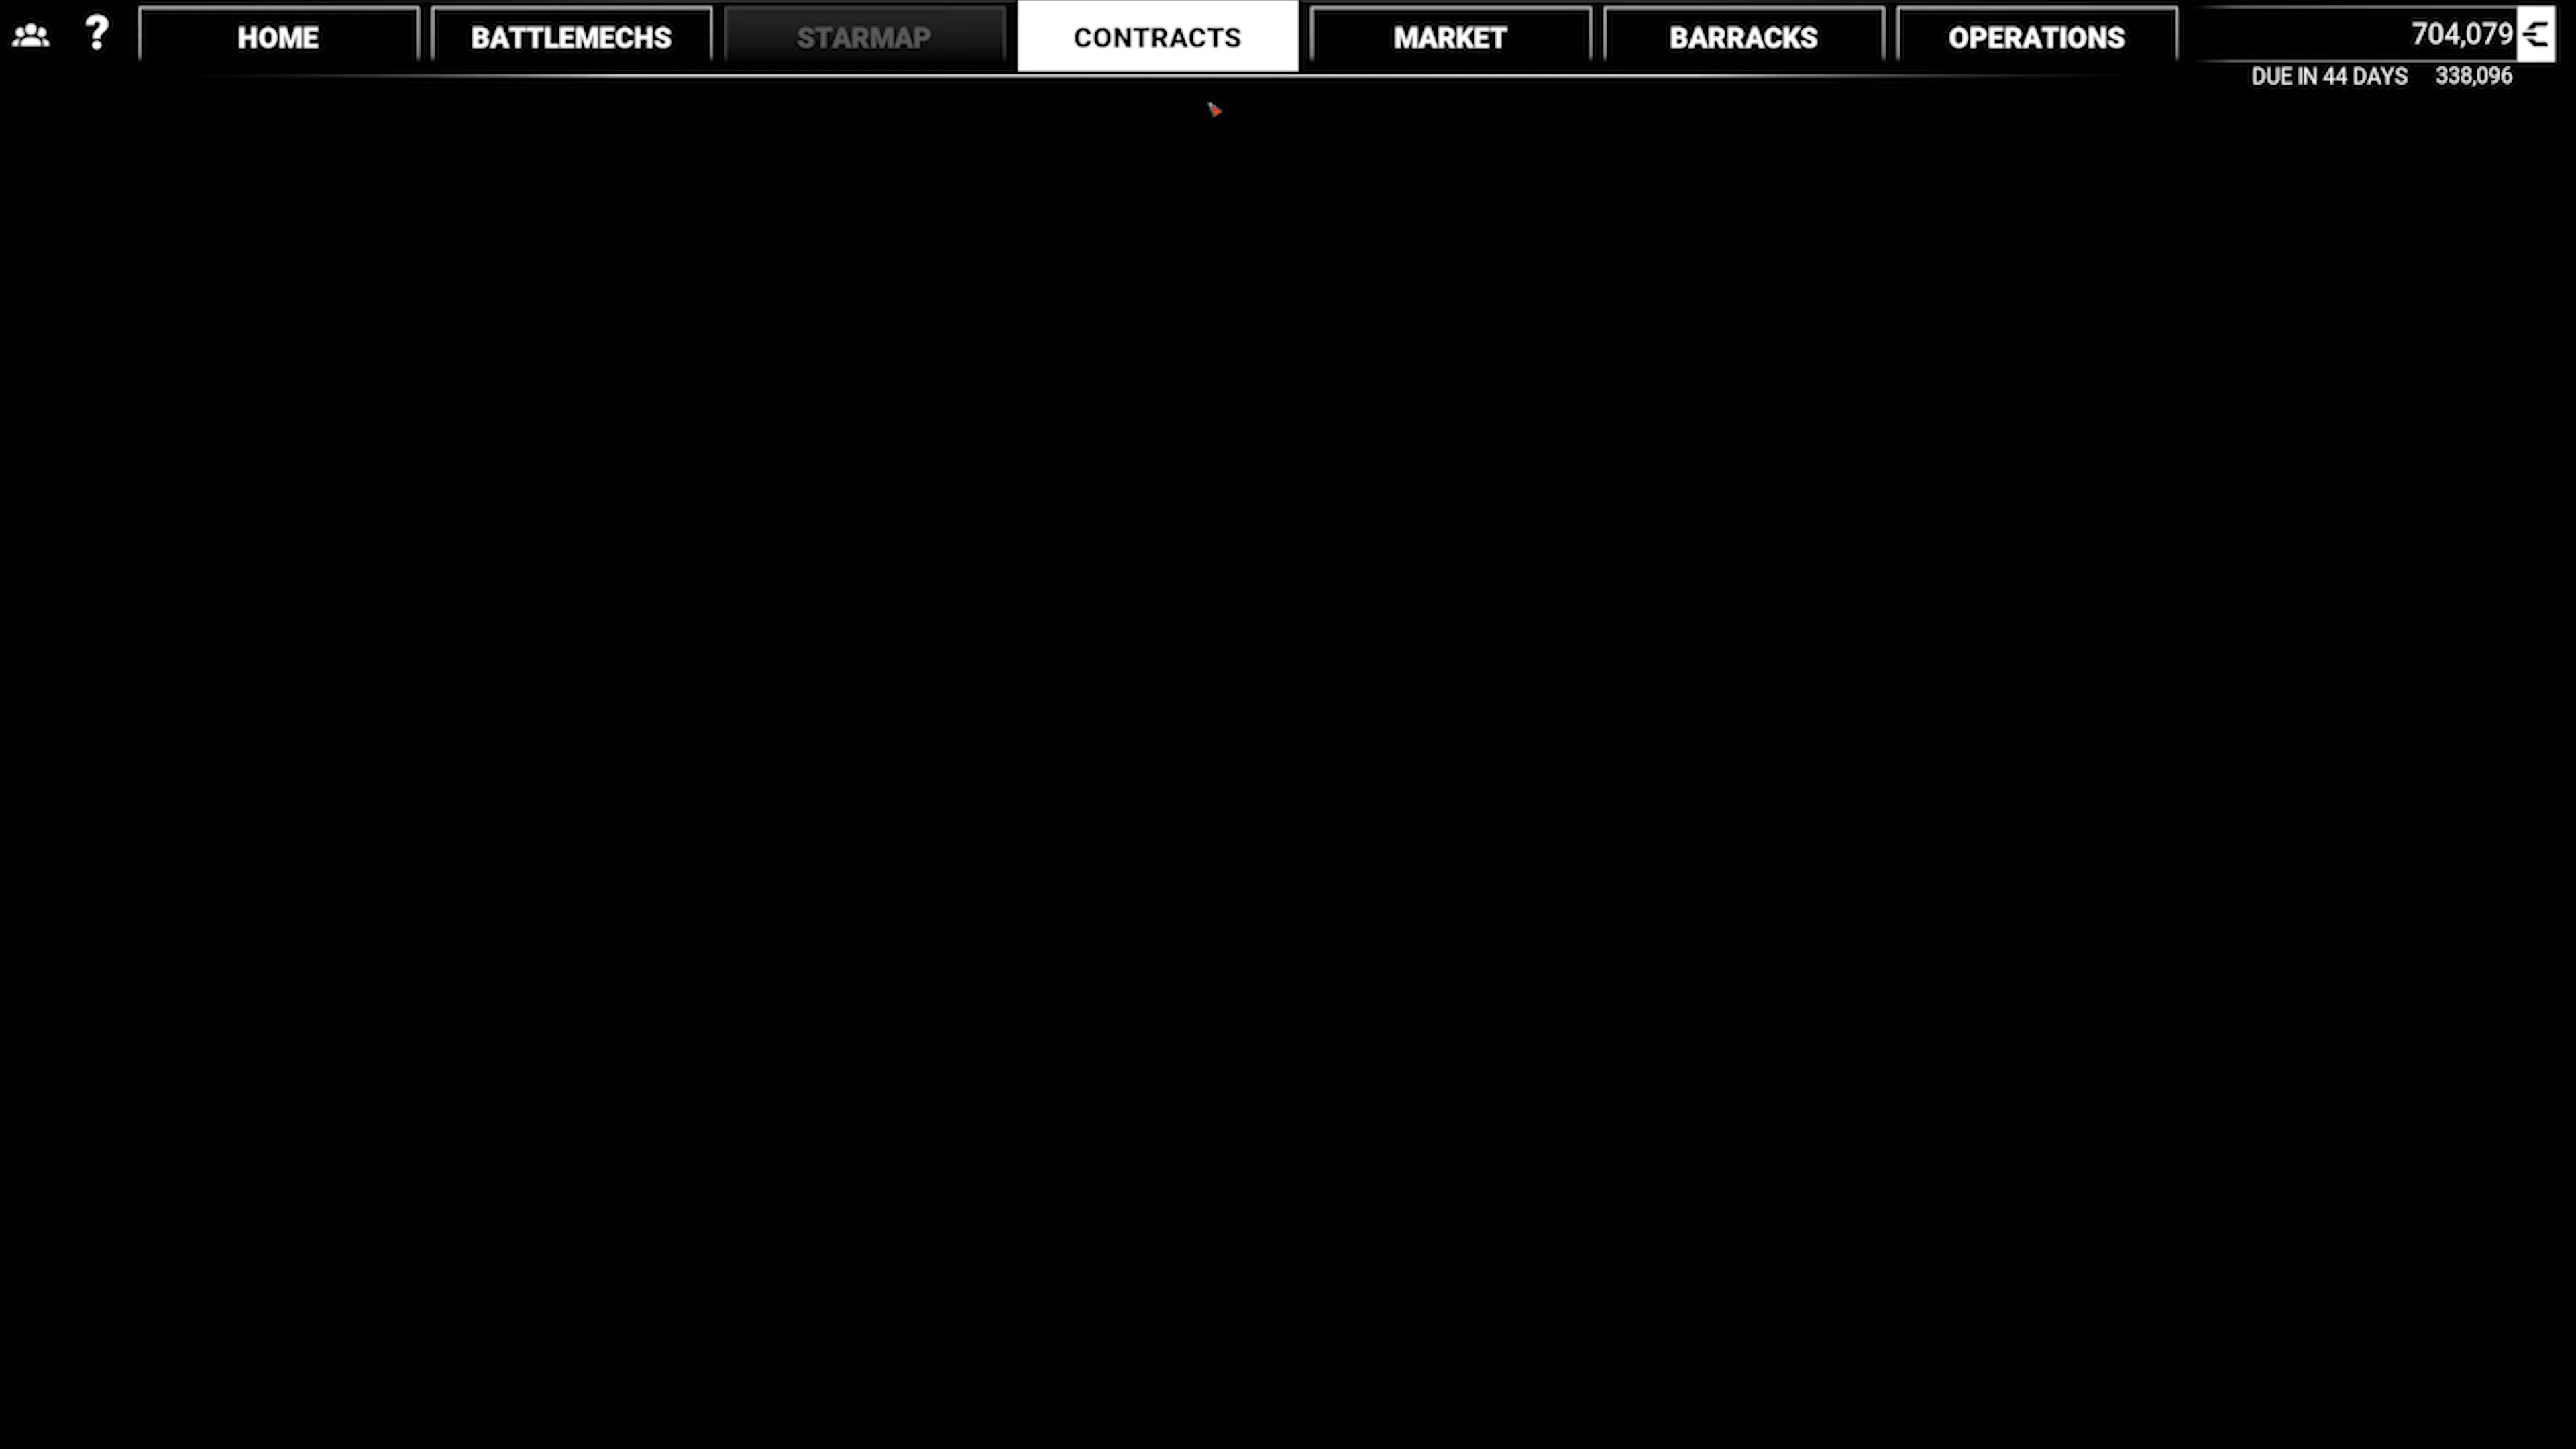 ? HOME BATTLEMECHS STARMAP CONTRACTS MARKET BARRACKS OPERATIONS 704,079
DUE IN 44 DAYS 338,096